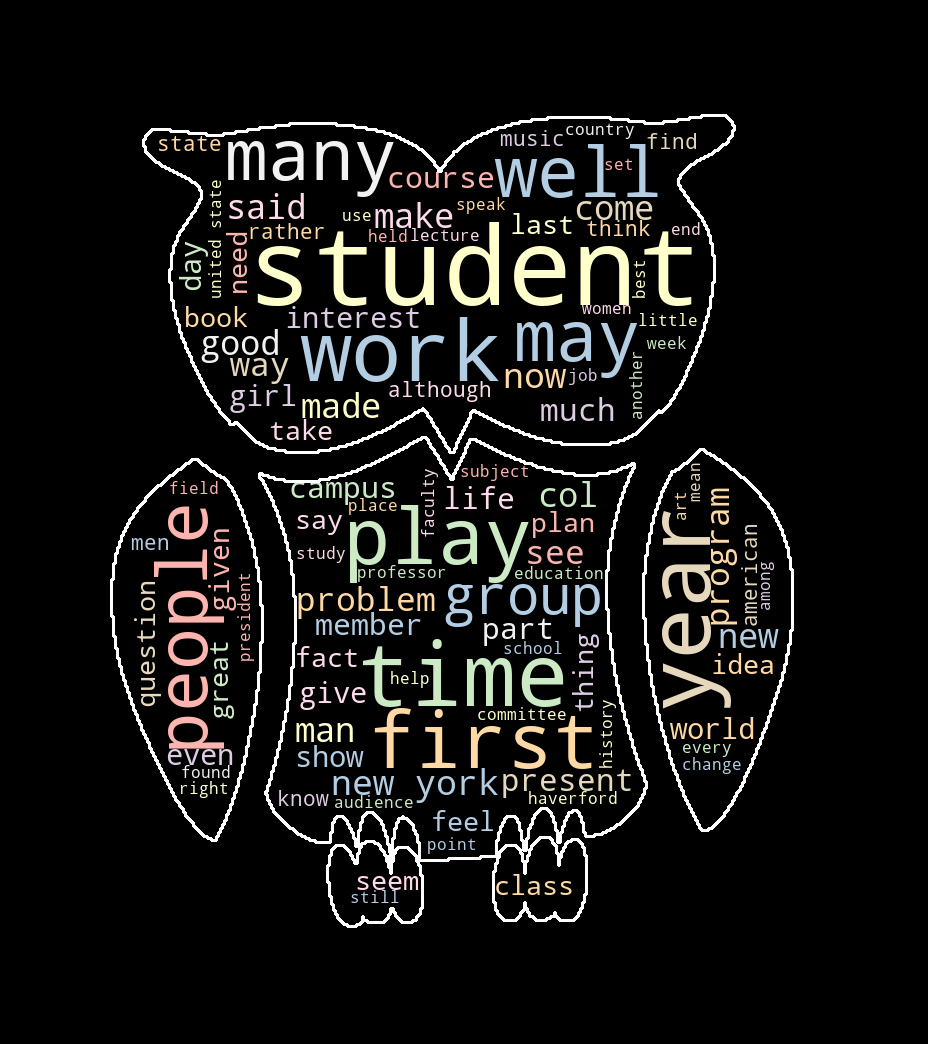 state
many
course
music
country
find
well
set
said
use
make
speak
come
last
think
end
rather
held
lecture
united state
day
need
student
best
book
interest
women
little
good
work
may
week
way
now
job
another
girl
although
made
much
take
field
men
people
given
question
president
great
even
found
right
campus
place
faculty
subject
life
col
say
play
plan
study
see
professor
education
problem
group
member
part
school
fact
time
thing
help
give
man
first
committee
history
show
new york
present
know
audience
haverford
feel
point
art
mean
year
program
american
among
new
idea
world
every
change
seem
still
class